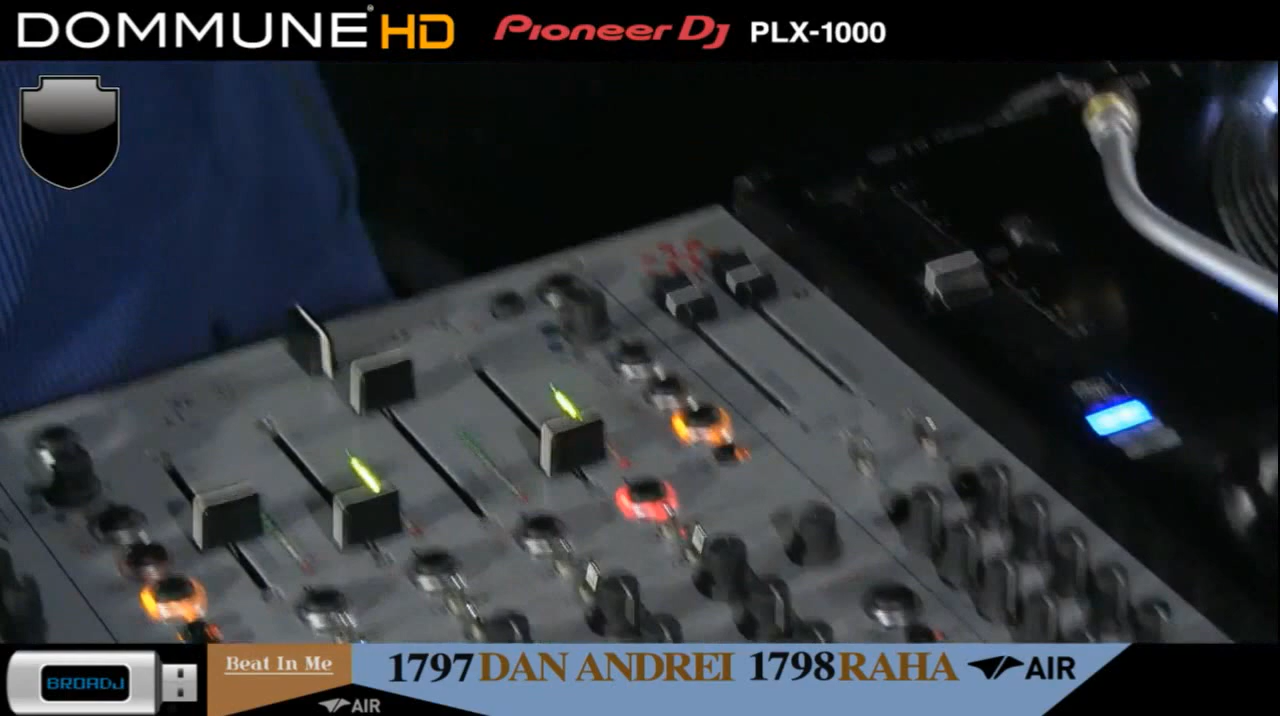 DOMMUNE HD Pioneer Dj PLX-1000
BROADJ
Beat In Me
1797 DAN ANDREI 1798 RAHA AIR
AIR